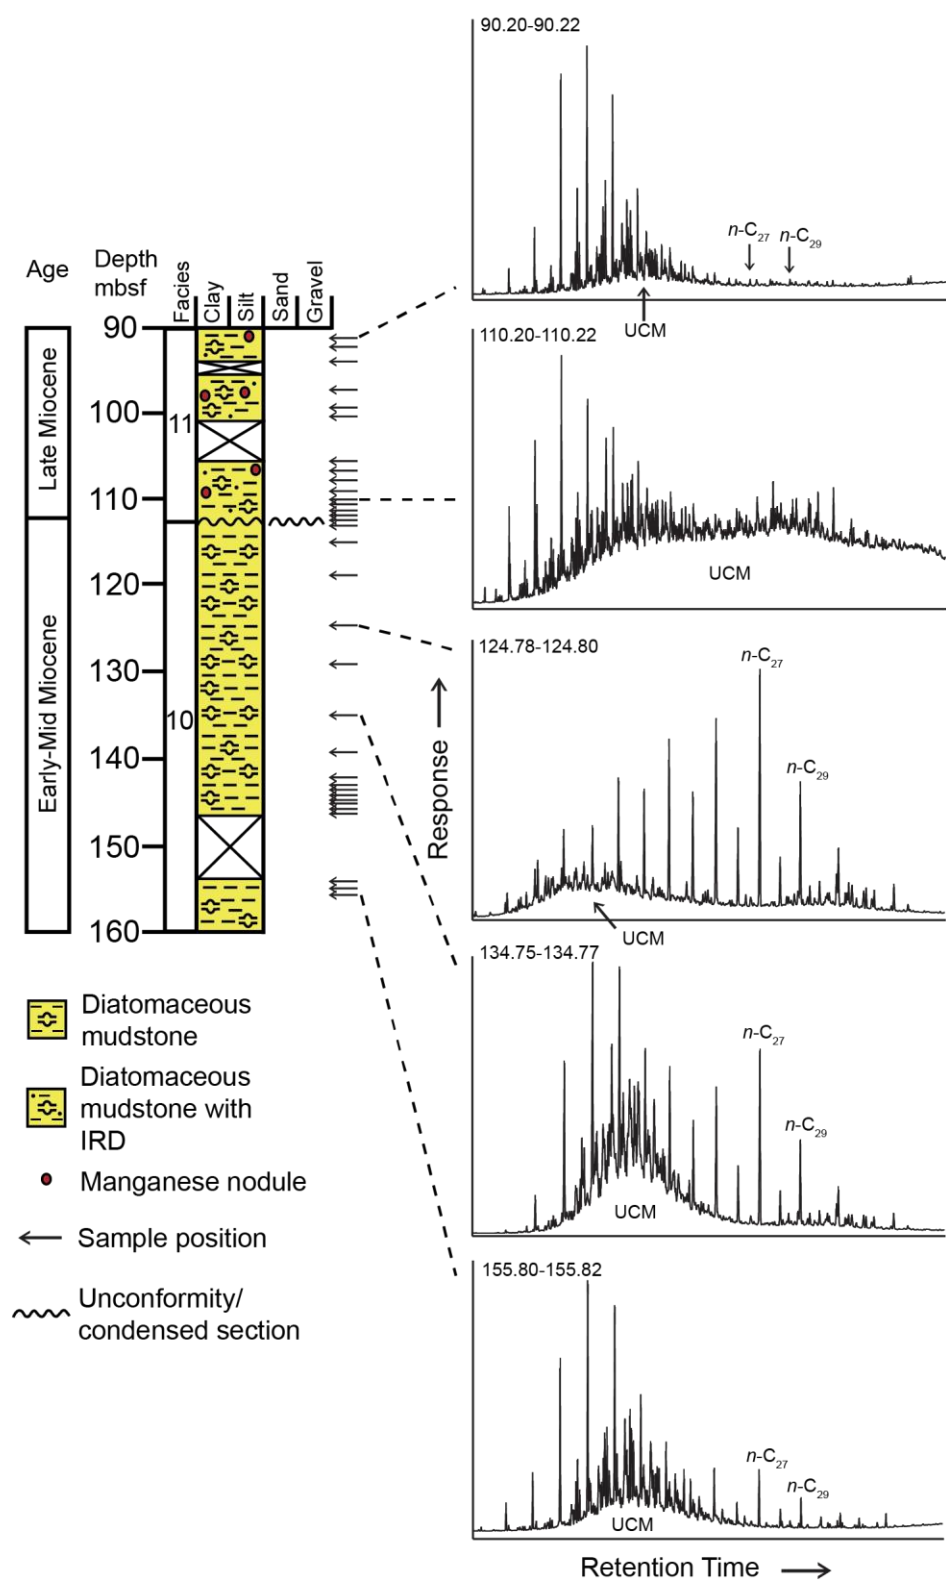 Age
Depth
mbsf
Facies
Clay
Silt
Sand
Gravel
90
100
110
120
130
140
150
160
Late Miocene
Early-Mid Miocene
11
10
Diatomaceous
mudstone
Diatomaceous
mudstone with
IRD
Manganese nodule
Sample position
Unconformity/
condensed section
90.20-90.22
n-C27
n-C29
UCM
110.20-110.22
UCM
124.78-124.80
n-C27
n-C29
UCM
Response
134.75-134.77
n-C27
n-C29
UCM
155.80-155.82
n-C27
n-C29
UCM
Retention Time